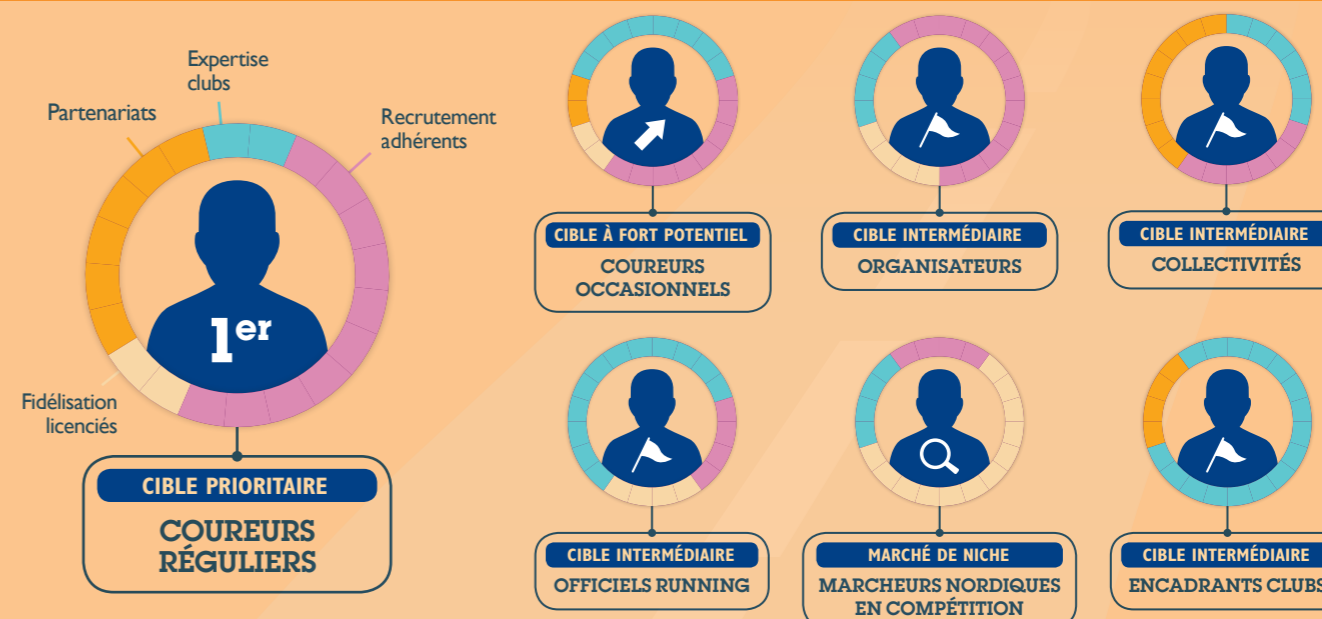 Expertise
clubs
Partenariats
Recrutement
adhérents
1er
Fidélisation
licenciés
CIBLE PRIORITAIRE
COUREURS
RÉGULIERS
CIBLE À FORT POTENTIEL
COUREURS
OCCASIONNELS
CIBLE INTERMÉDIAIRE
ORGANISATEURS
CIBLE INTERMÉDIAIRE
COLLECTIVITÉS
CIBLE INTERMÉDIAIRE
OFFICIELS RUNNING
MARCHÉ DE NICHE
MARCHEURS NORDIQUES
EN COMPÉTITION
CIBLE INTERMÉDIAIRE
ENCADRANTS CLUBS